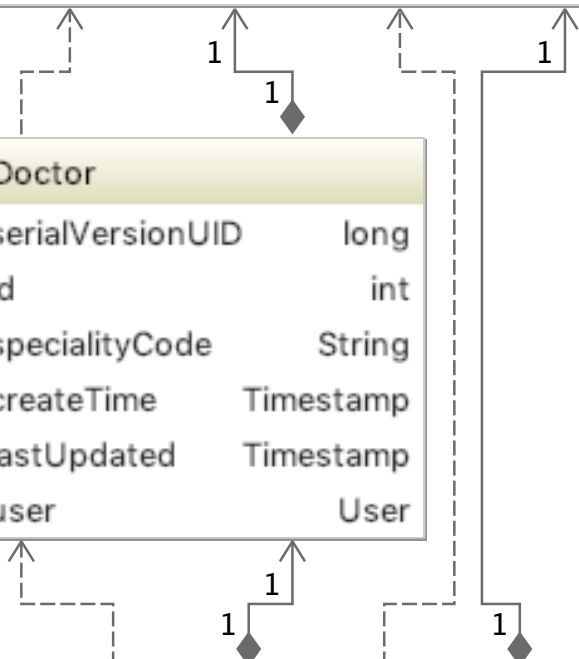 1
1
1
Doctor
serialVersionUID long
d int
specialityCode String
createTime Timestamp
astUpdated Timestamp
user User
1
1
1